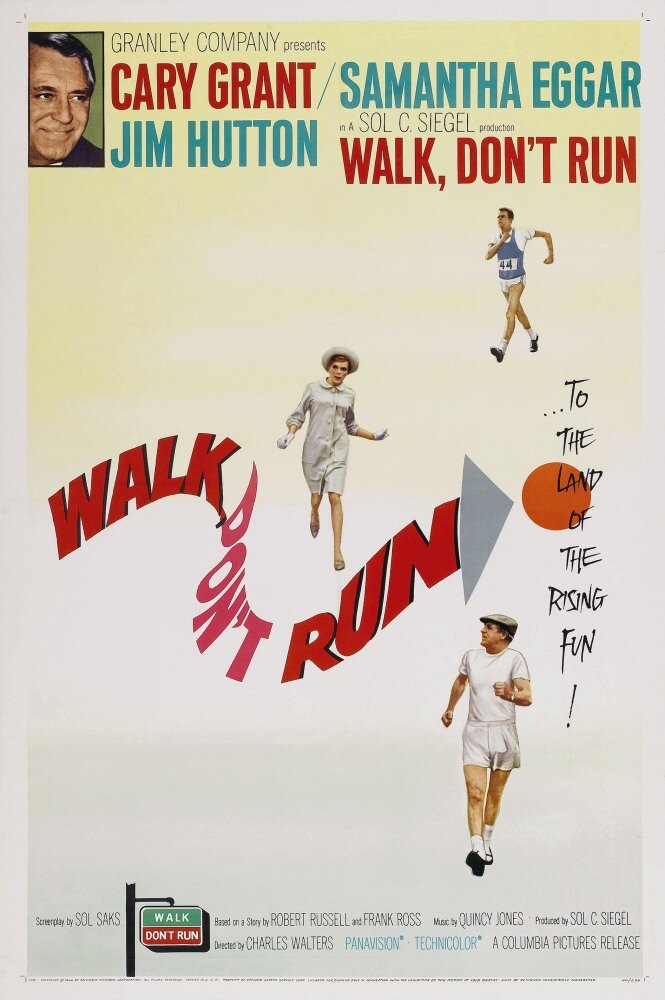 GRANLEY COMPANY presents
CARY GRANT / SAMANTHA EGGAR
JIM HUTTON
in A SOL C. SIEGEL production
WALK, DON'T RUN
44
WALK
DON'T
RUN
...TO
THE
LAND
OF
THE
RISING
FUN
!
Screenplay by SOL SAKS
WALK
DON'T RUN
Based on a Story by ROBERT RUSSELL and FRANK ROSS · Music by QUINCY JONES · Produced by SOL C. SIEGEL
Directed by CHARLES WALTERS PANAVISION® · TECHNICOLOR® A COLUMBIA PICTURES RELEASE